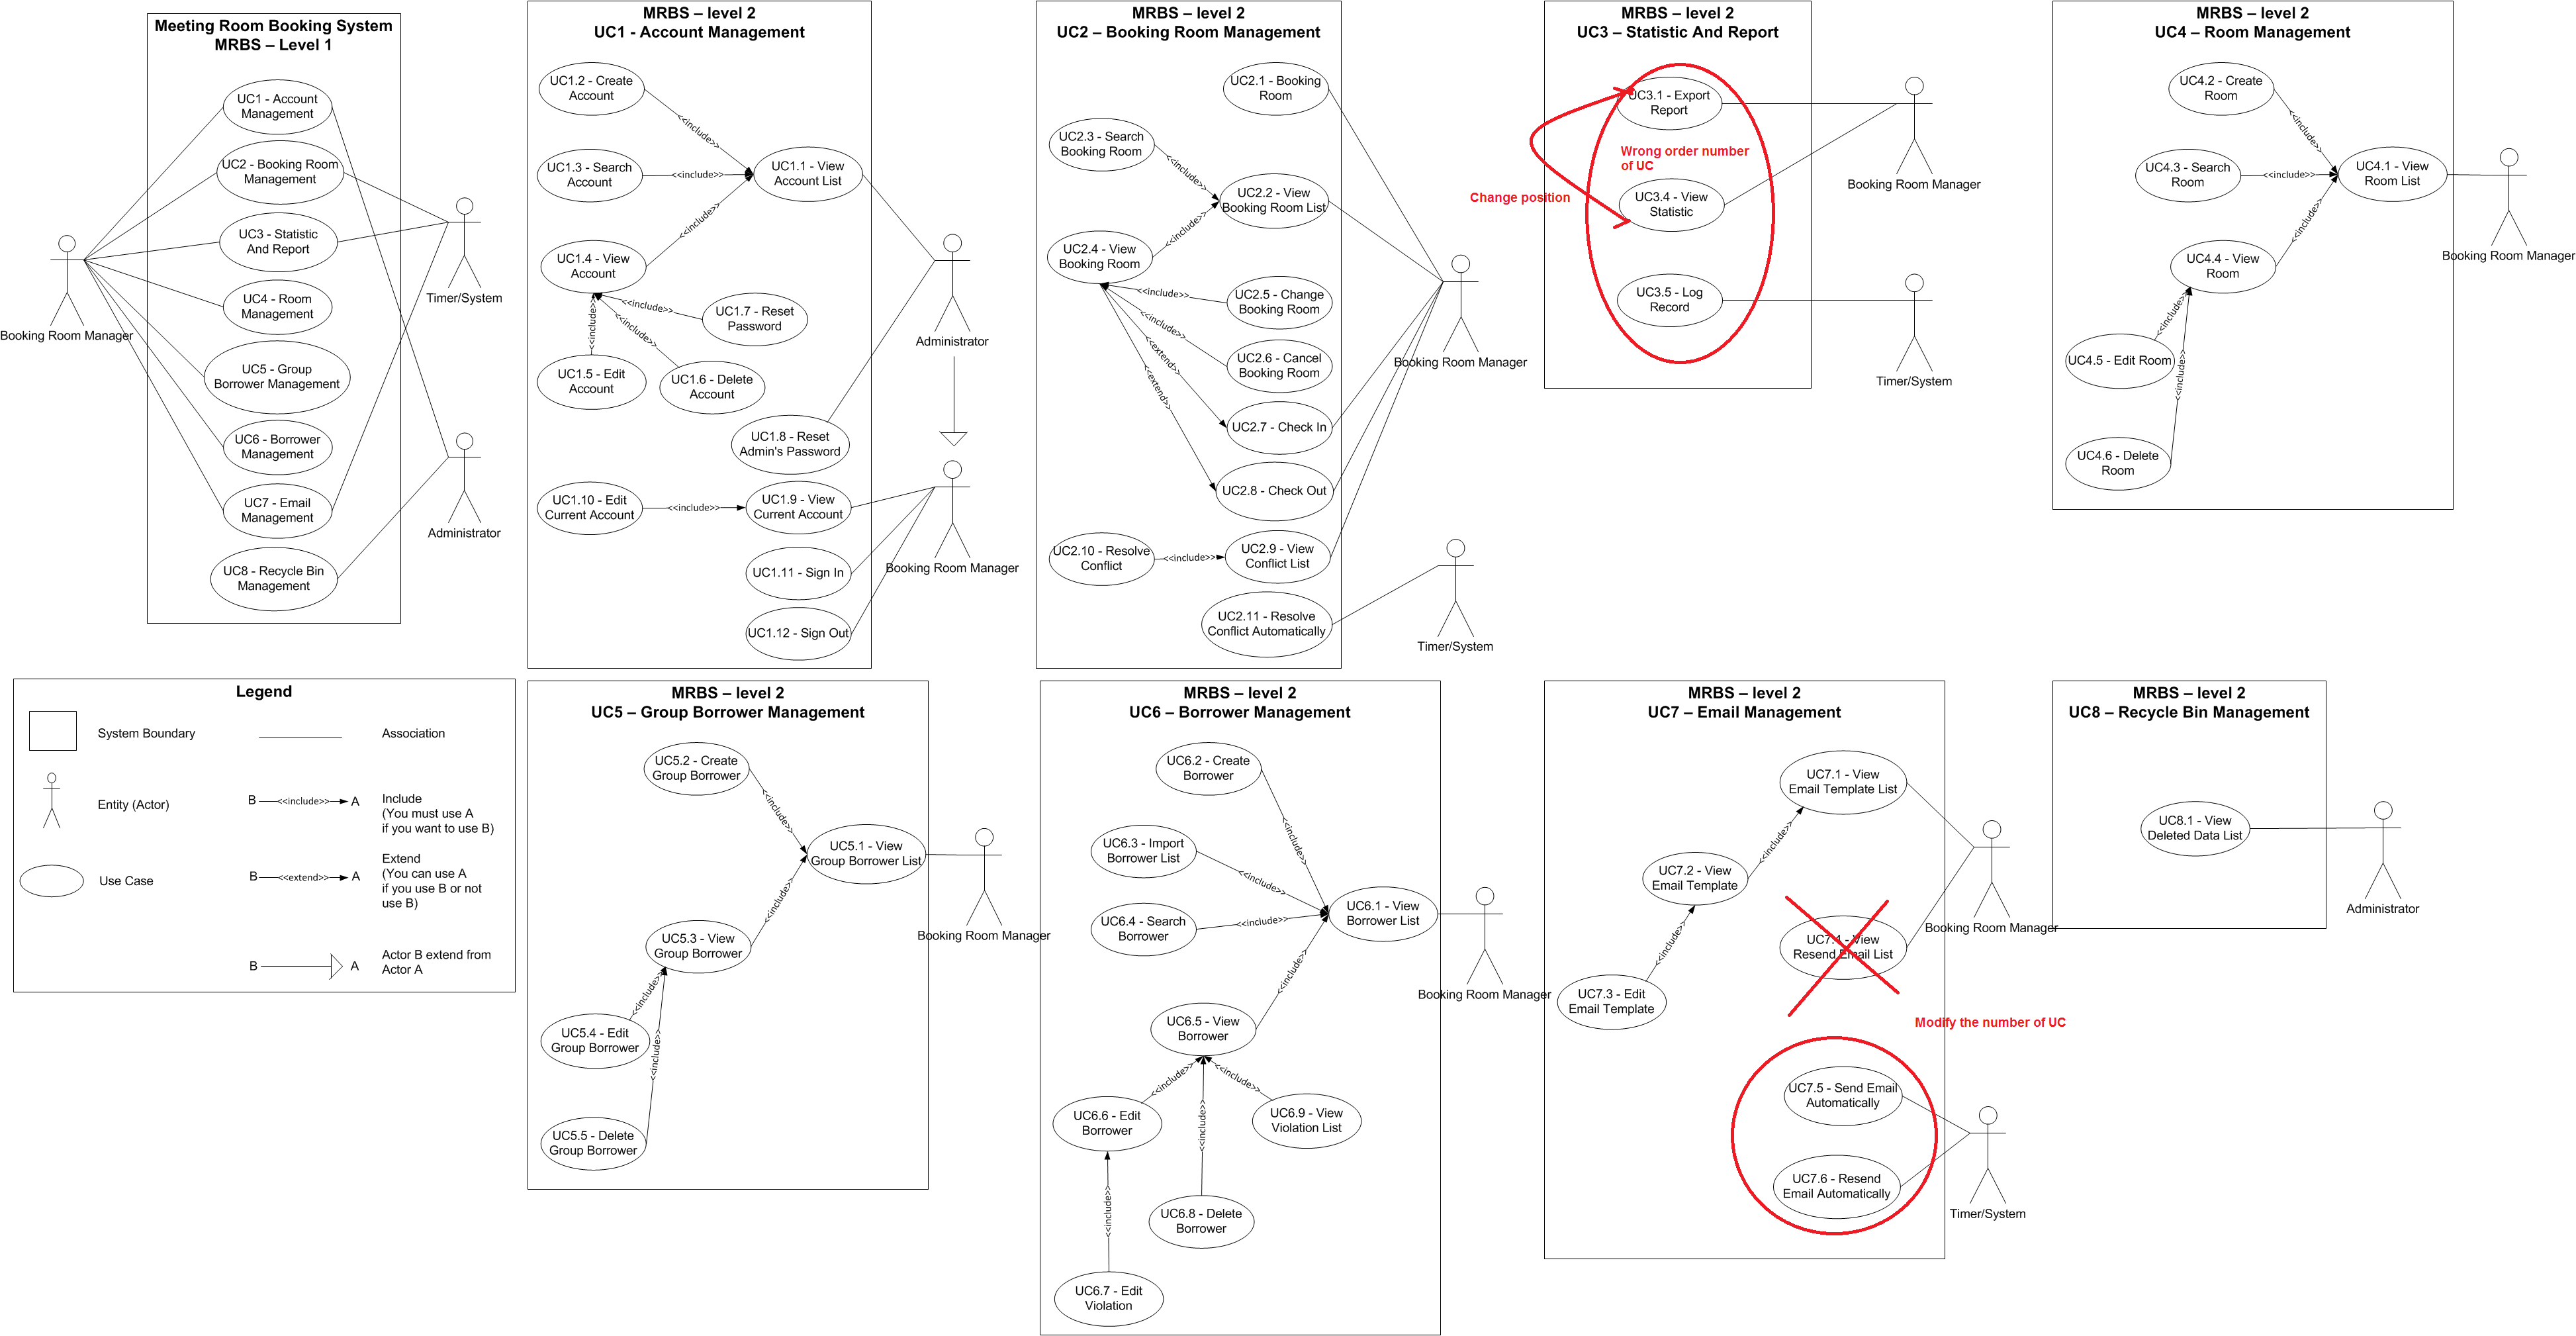 Meeting Room Booking System
MRBS – Level 1
UC1 - Account
Management
UC2 - Booking Room
Management
UC3 - Statistic
And Report
UC4 - Room
Management
UC5 - Group
Borrower Management
UC6 - Borrower
Management
UC7 - Email
Management
UC8 - Recycle Bin
Management
Booking Room Manager
Timer/System
Administrator
MRBS – level 2
UC1 - Account Management
UC1.2 - Create
Account
UC1.3 - Search
Account
UC1.1 - View
Account List
UC1.4 - View
Account
UC1.7 - Reset
Password
UC1.5 - Edit
Account
UC1.6 - Delete
Account
UC1.8 - Reset
Admin's Password
UC1.10 - Edit
Current Account
UC1.9 - View
Current Account
UC1.11 - Sign In
UC1.12 - Sign Out
<<include>>
<<include>>
<<include>>
<<include>>
<<include>>
<<include>>
<<include>>
Administrator
Booking Room Manager
MRBS – level 2
UC2 – Booking Room Management
UC2.1 - Booking
Room
UC2.3 - Search
Booking Room
UC2.2 - View
Booking Room List
UC2.4 - View
Booking Room
UC2.5 - Change
Booking Room
UC2.6 - Cancel
Booking Room
UC2.7 - Check In
UC2.8 - Check Out
UC2.10 - Resolve
Conflict
UC2.9 - View
Conflict List
UC2.11 - Resolve
Conflict Automatically
<<include>>
<<include>>
<<include>>
<<include>>
<<extend>>
<<extend>>
<<include>>
Booking Room Manager
Timer/System
MRBS – level 2
UC3 – Statistic And Report
UC3.1 - Export
Report
Wrong order number
of UC
Change position
UC3.4 - View
Statistic
UC3.5 - Log
Record
Booking Room Manager
Timer/System
MRBS – level 2
UC4 – Room Management
UC4.2 - Create
Room
UC4.3 - Search
Room
UC4.1 - View
Room List
UC4.4 - View
Room
UC4.5 - Edit Room
UC4.6 - Delete
Room
<<include>>
<<include>>
<<include>>
<<include>>
<<include>>
Booking Room Manager
Legend
System Boundary
Association
Entity (Actor)
B <<include>> A
Include
(You must use A
if you want to use B)
Use Case
B <<extend>> A
Extend
(You can use A
if you use B or not
use B)
B A
Actor B extend from
Actor A
MRBS – level 2
UC5 – Group Borrower Management
UC5.2 - Create
Group Borrower
UC5.1 - View
Group Borrower List
UC5.3 - View
Group Borrower
UC5.4 - Edit
Group Borrower
UC5.5 - Delete
Group Borrower
<<include>>
<<include>>
<<include>>
<<include>>
Booking Room Manager
MRBS – level 2
UC6 – Borrower Management
UC6.2 - Create
Borrower
UC6.3 - Import
Borrower List
UC6.4 - Search
Borrower
UC6.1 - View
Borrower List
UC6.5 - View
Borrower
UC6.6 - Edit
Borrower
UC6.9 - View
Violation List
UC6.8 - Delete
Borrower
UC6.7 - Edit
Violation
<<include>>
<<include>>
<<include>>
<<include>>
<<include>>
<<include>>
<<include>>
<<include>>
Booking Room Manager
MRBS – level 2
UC7 – Email Management
UC7.1 - View
Email Template List
UC7.2 - View
Email Template
UC7.4 - View
Resend Email List
UC7.3 - Edit
Email Template
<<include>>
<<include>>
Booking Room Manager
Modify the number of UC
UC7.5 - Send Email
Automatically
UC7.6 - Resend
Email Automatically
Timer/System
MRBS – level 2
UC8 – Recycle Bin Management
UC8.1 - View
Deleted Data List
Administrator